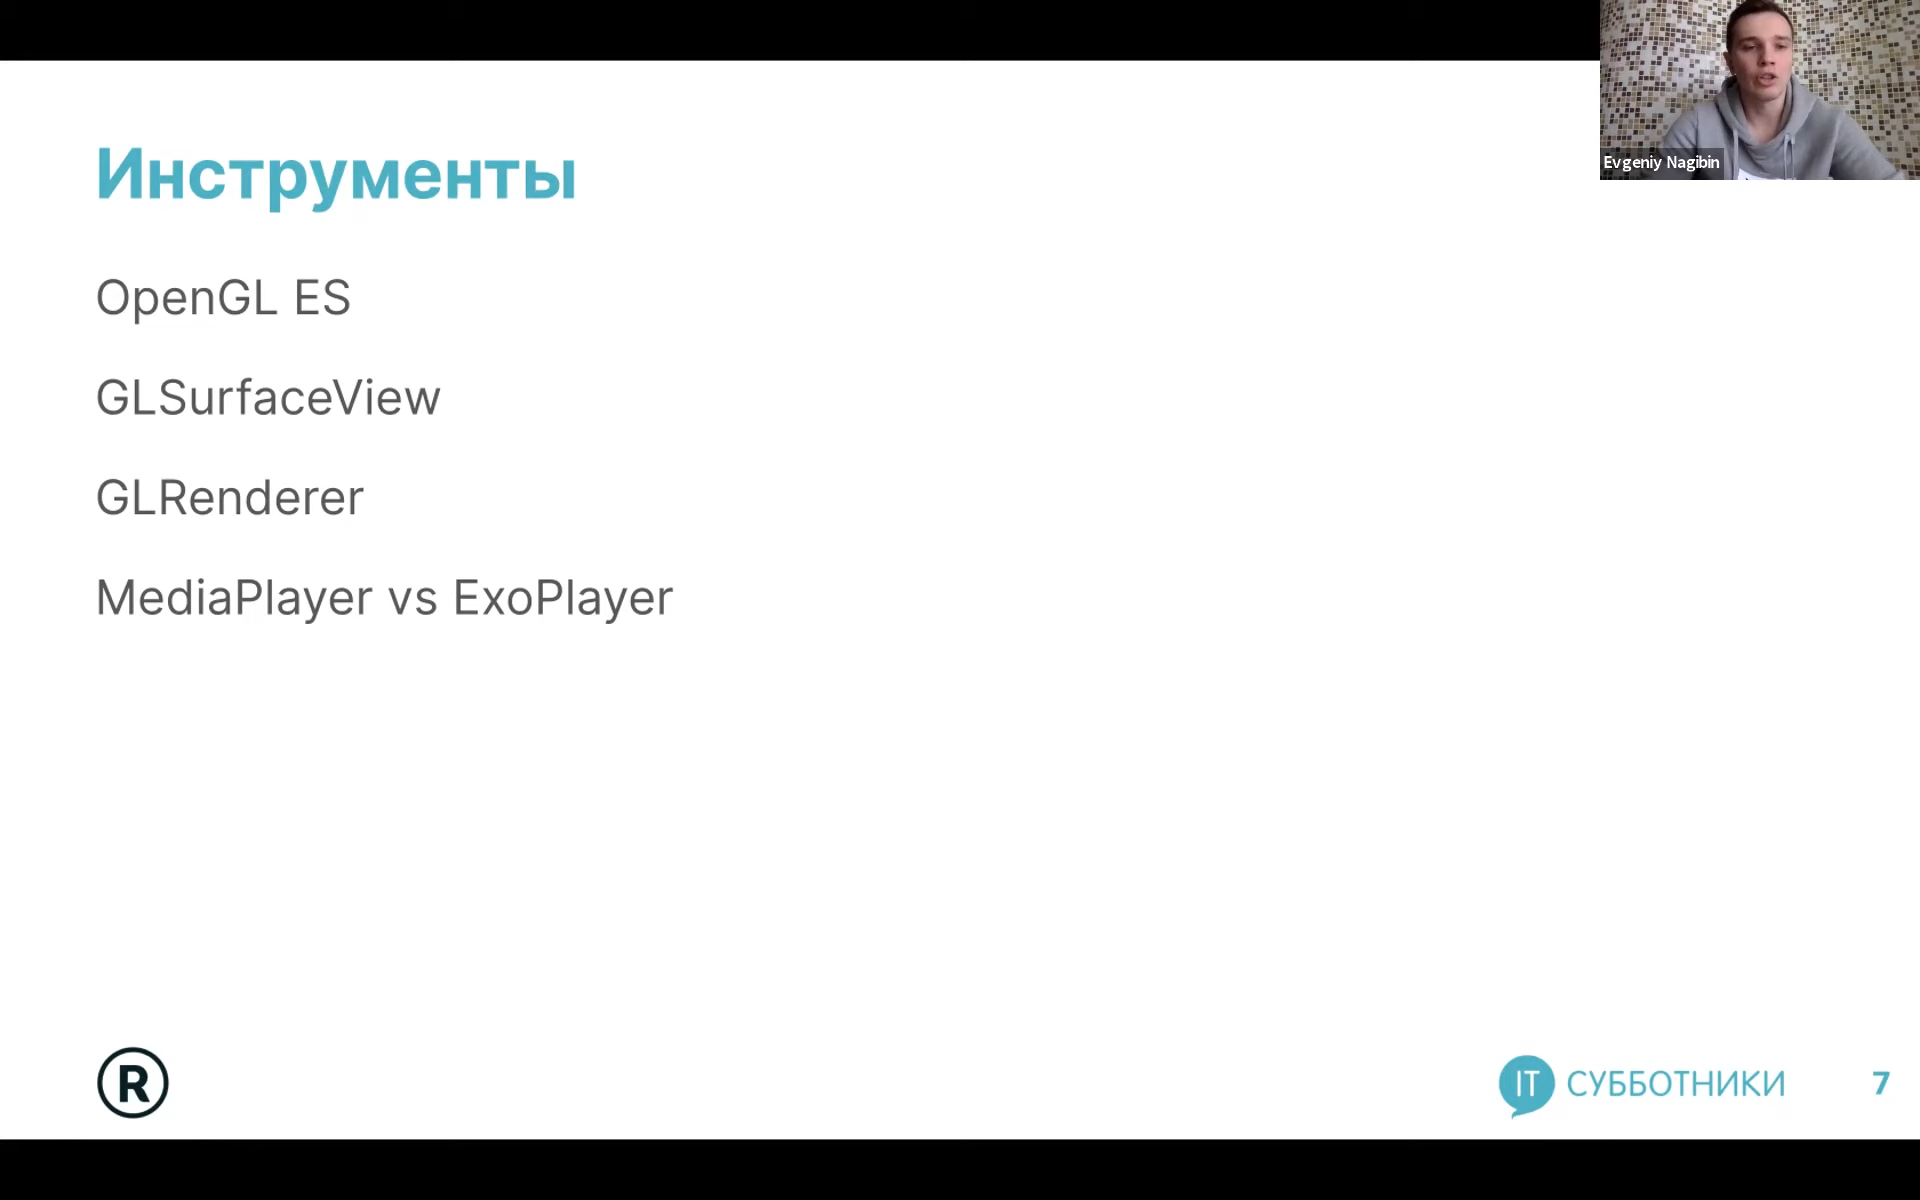 Evgeniy Nagibin
Инструменты
OpenGL ES
GLSurfaceView
GLRenderer
MediaPlayer vs ExoPlayer
R
IT СУББОТНИКИ 7